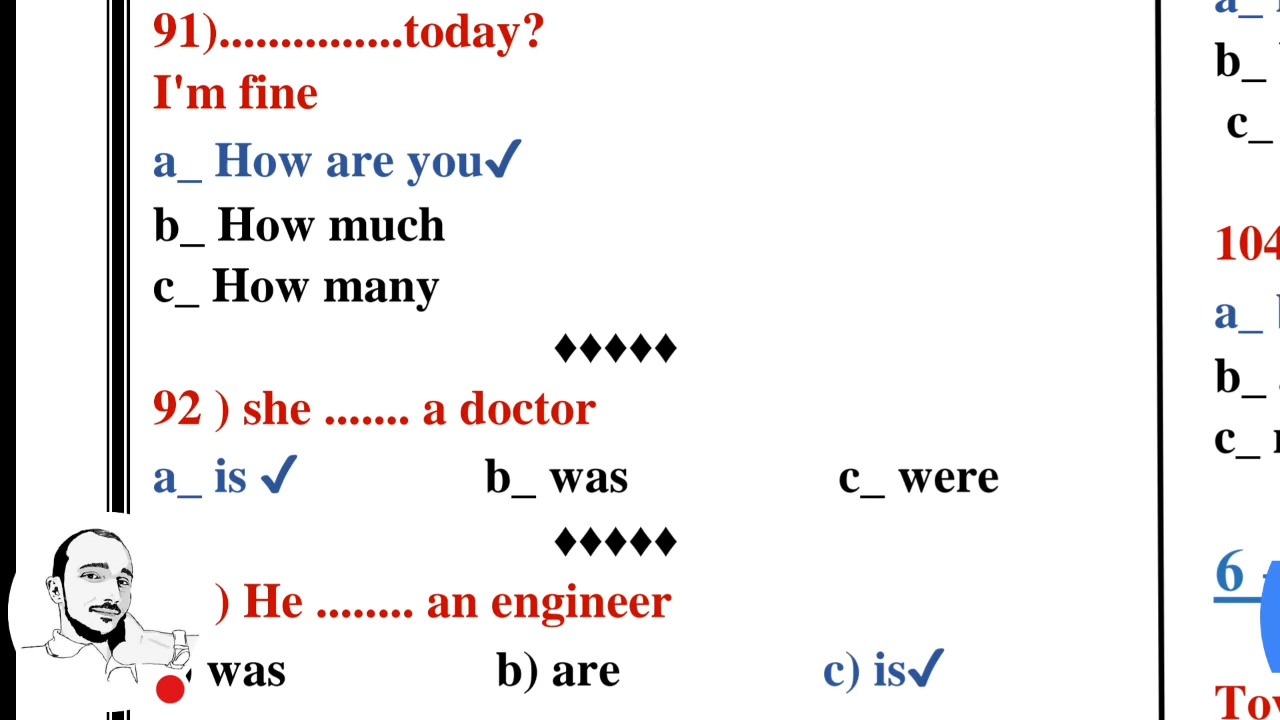 91)...............today?
I'm fine
a_ How are you✓
b_ How much
c_ How many
♦♦♦♦♦
92 ) she ....... a doctor
a_ is ✓ b_ was c_ were
♦♦♦♦♦
) He ........ an engineer
was b) are c) is✓
a_
b_
c_
104
a_
b_
c_
6